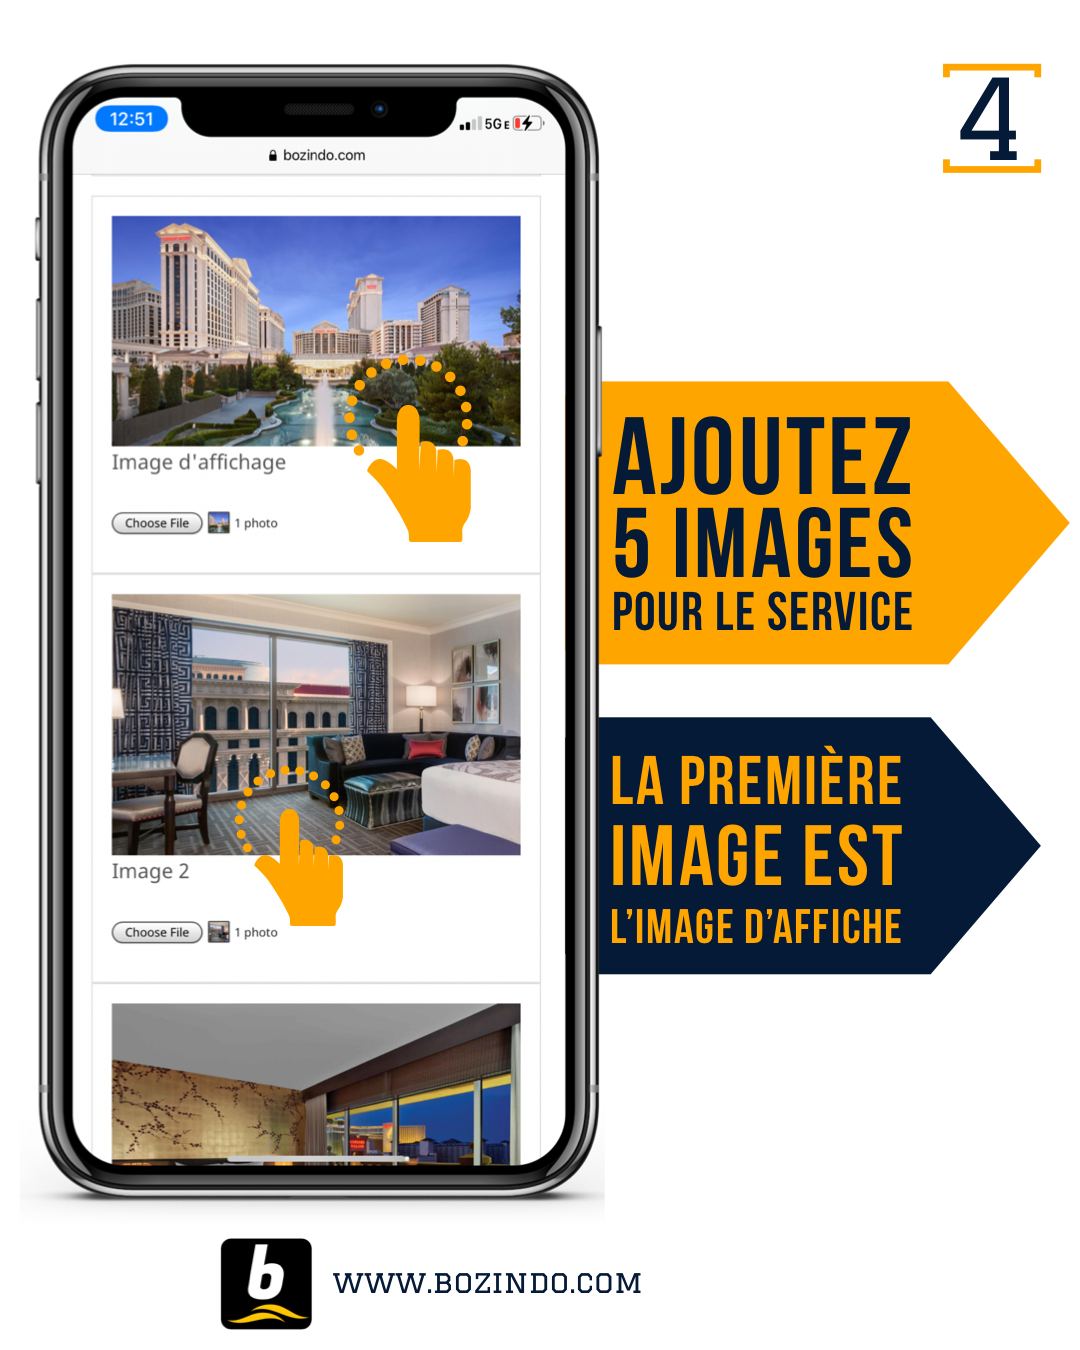 4
12:51
5GE
bozindo.com
Image d'affichage
Choose File 1 photo
AJOUTEZ
5 IMAGES
POUR LE SERVICE
Image 2
Choose File 1 photo
LA PREMIÈRE
IMAGE EST
L'IMAGE D'AFFICHE
b
WWW.BOZINDO.COM